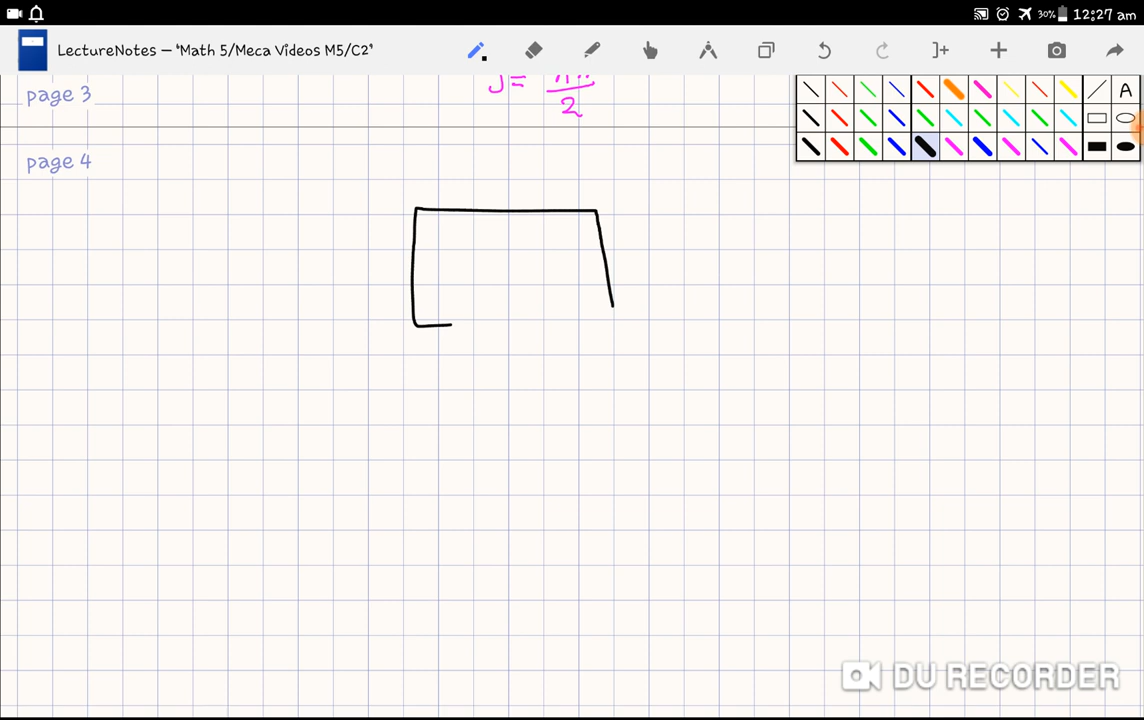 30% 12:27 am
LectureNotes – ‘Math 5/Meca Videos M5/C2’
A
page 3
2
page 4
DU RECORDER